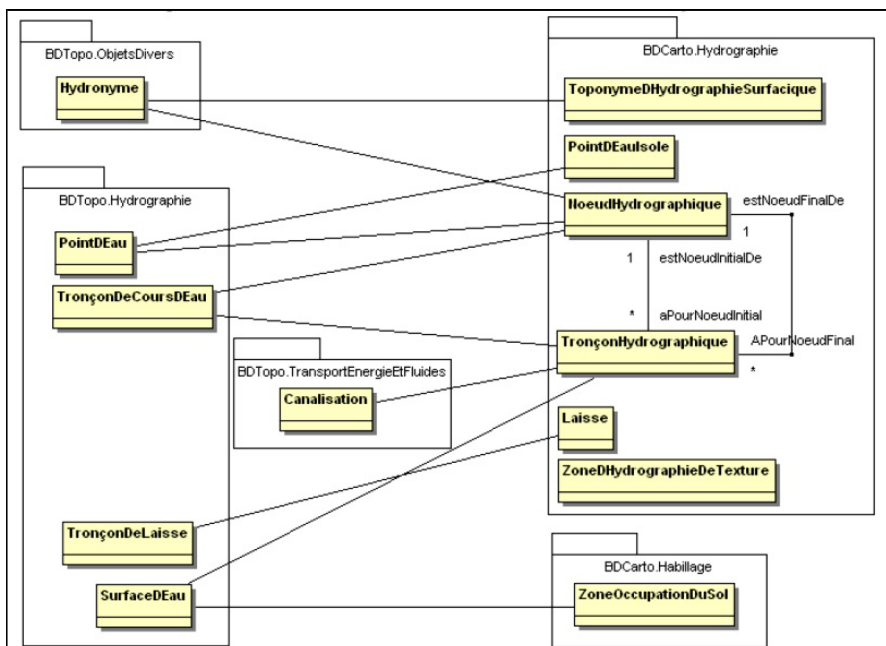 BDTopo.ObjetsDivers
Hydronyme
BDTopo.Hydrographie
PointDEau
TronçonDeCoursDEau
BDTopo.TransportEnergieEtFluides
Canalisation
TronçonDeLaisse
SurfaceDEau
BDCarto.Hydrographie
ToponymeDHydrographieSurfacique
PointDEauIsole
NoeudHydrographique
estNoeudFinalDe
1
1
estNoeudInitialDe
*
aPourNoeudInitial
TronçonHydrographique
APourNoeudFinal
*
Laisse
ZoneDHydrographieDeTexture
BDCarto.Habillage
ZoneOccupationDuSol